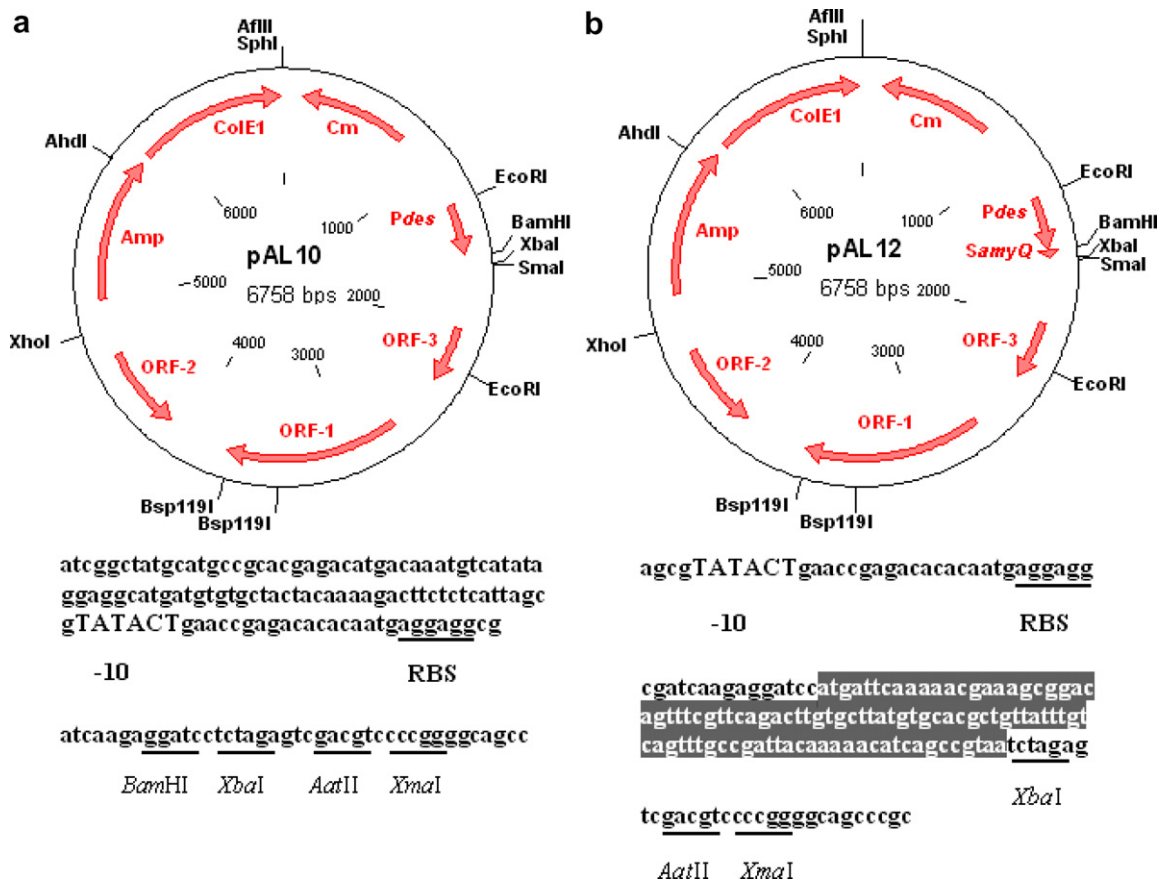 a
AflII
SphI
ColE1
Cm
AhdI
EcoRI
6000
1000
Pdes
BamHI
XbaI
SmaI
Amp
pAL10
6758 bps
5000
2000
XhoI
ORF-3
4000
3000
ORF-2
EcoRI
ORF-1
Bsp119I
Bsp119I
atcggctatgcatgccgcacgagacatgacaaatgtcatata
ggaggcatgatgtgtgctactacaaaagacttctctcattagc
gTATACTgaaccgagacacacaatgaggaggcg
-10 RBS
atcaagaggatcctctagagtcgacgtccccggggcagcc
BamHI XbaI AatII XmaI
b
AflII
SphI
ColE1
Cm
AhdI
EcoRI
6000
1000
Pdes
BamHI
XbaI
SmaI
Amp
SamyQ
pAL12
6758 bps
5000
2000
XhoI
ORF-3
4000
3000
ORF-2
EcoRI
ORF-1
Bsp119I
Bsp119I
agcgTATACTgaaccgagacacacaatgaggagg
-10 RBS
cgatcaagaggatccatgattcaaaaacgaaagcggac
agtttcgttcagacttgtgcttatgtgcacgctgttatttgt
cagtttgccgattacaaaaacatcagccgtaatctagag
XbaI
tcgacgtccccggggcagcccgc
AatII XmaI